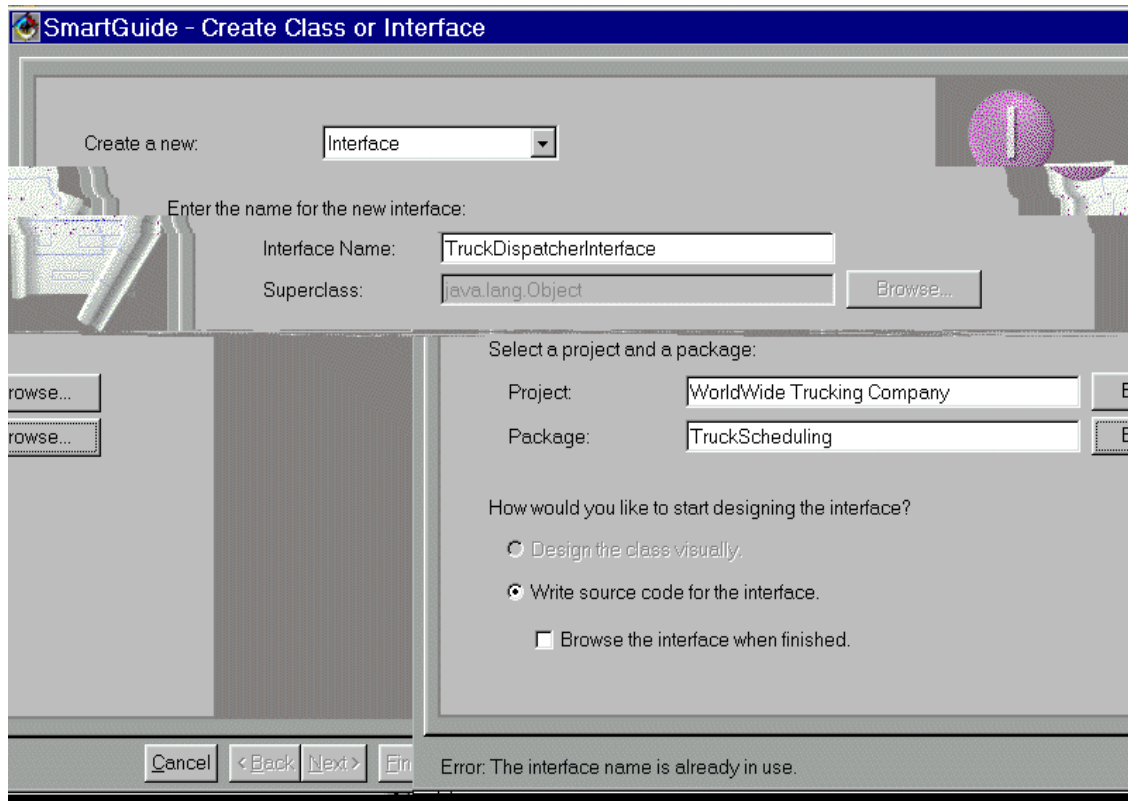 SmartGuide - Create Class or Interface
Create a new: Interface
Enter the name for the new interface:
Interface Name: TruckDispatcherInterface
Superclass: java.lang.Object Browse...
Select a project and a package:
rowse... Project: WorldWide Trucking Company
rowse... Package: TruckScheduling
How would you like to start designing the interface?
Design the class visually.
Write source code for the interface.
Browse the interface when finished.
Cancel < Back Next > Fin
Error: The interface name is already in use.